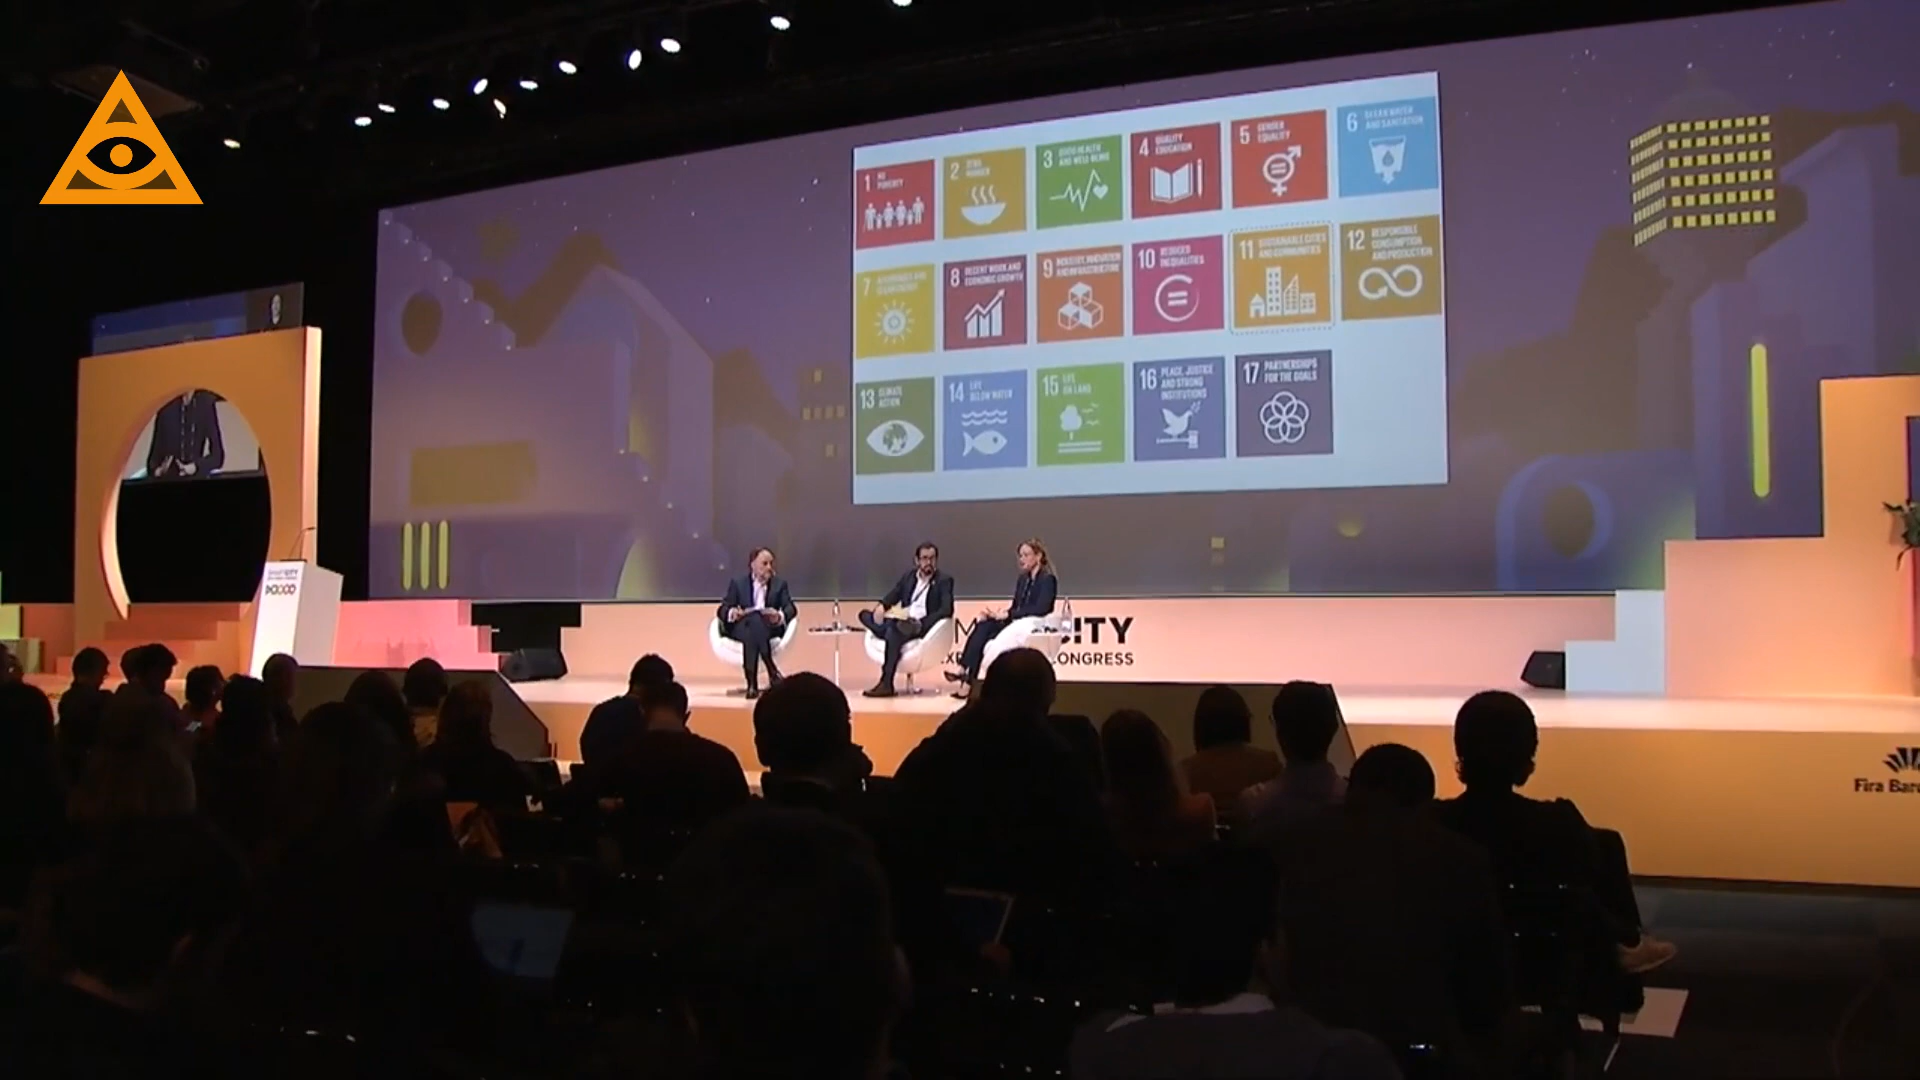 1 NO
POVERTY
2 ZERO
HUNGER
3 GOOD HEALTH
AND WELL-BEING
4 QUALITY
EDUCATION
5 GENDER
EQUALITY
6 CLEAN WATER
AND SANITATION
7 AFFORDABLE AND
CLEAN ENERGY
8 DECENT WORK AND
ECONOMIC GROWTH
9 INDUSTRY, INNOVATION
AND INFRASTRUCTURE
10 REDUCED
INEQUALITIES
11 SUSTAINABLE CITIES
AND COMMUNITIES
12 RESPONSIBLE
CONSUMPTION
AND PRODUCTION
13 CLIMATE
ACTION
14 LIFE
BELOW WATER
15 LIFE
ON LAND
16 PEACE, JUSTICE
AND STRONG
INSTITUTIONS
17 PARTNERSHIPS
FOR THE GOALS
CITY
CONGRESS
Fira